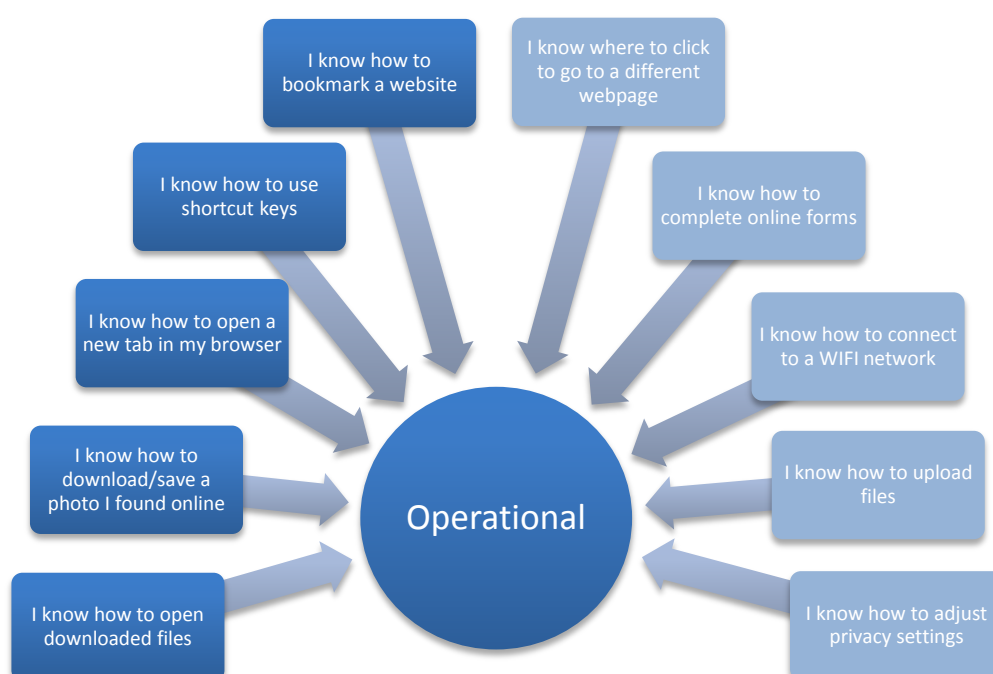 I know how to
bookmark a website
I know where to click
to go to a different
webpage
I know how to use
shortcut keys
I know how to
complete online forms
I know how to open a
new tab in my browser
I know how to connect
to a WIFI network
I know how to
download/save a
photo I found online
I know how to upload
files
Operational
I know how to open
downloaded files
I know how to adjust
privacy settings